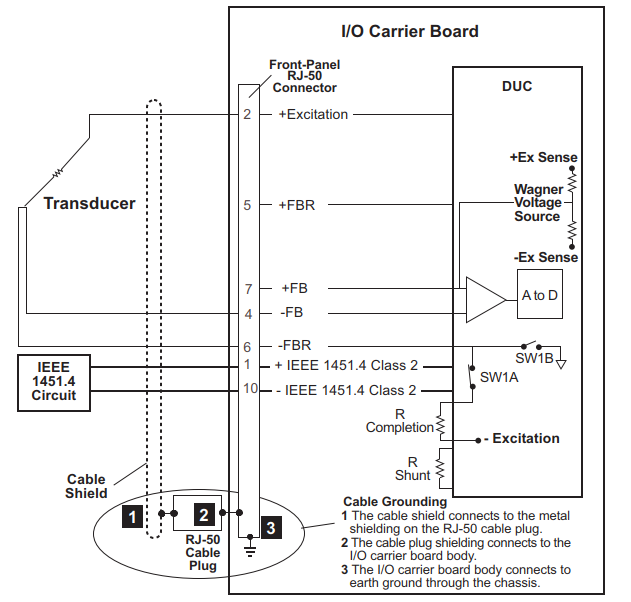 I/O Carrier Board
Front-Panel
RJ-50
Connector
DUC
2 +Excitation
+Ex Sense
Wagner
Voltage
Source
-Ex Sense
Transducer
5 +FBR
7 +FB
4 -FB
A to D
6 -FBR
SW1B
1 + IEEE 1451.4 Class 2
SW1A
10 - IEEE 1451.4 Class 2
IEEE
1451.4
Circuit
R
Completion
- Excitation
R
Shunt
Cable
Shield
1
2
3
RJ-50
Cable
Plug
Cable Grounding
1 The cable shield connects to the metal
shielding on the RJ-50 cable plug.
2 The cable plug shielding connects to the
I/O carrier board body.
3 The I/O carrier board body connects to
earth ground through the chassis.